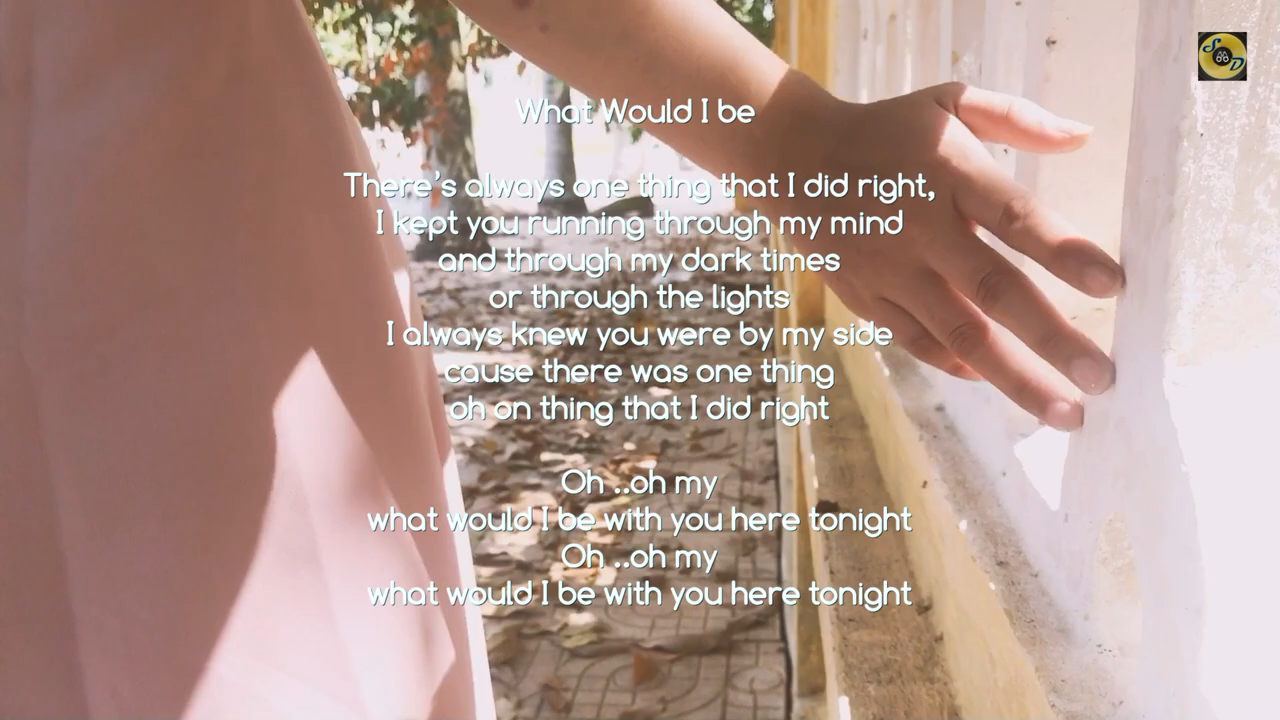 S
D
What Would I be
There's always one thing that I did right,
I kept you running through my mind
and through my dark times
or through the lights
I always knew you were by my side
cause there was one thing
oh on thing that I did right
Oh ..oh my
what would I be with you here tonight
Oh ..oh my
what would I be with you here tonight